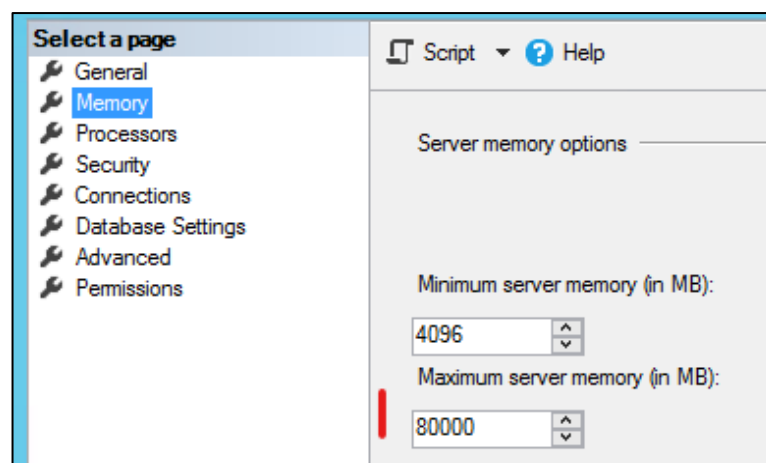 Select a page
General
Memory
Processors
Security
Connections
Database Settings
Advanced
Permissions
Script Help
Server memory options
Minimum server memory (in MB):
4096
Maximum server memory (in MB):
80000